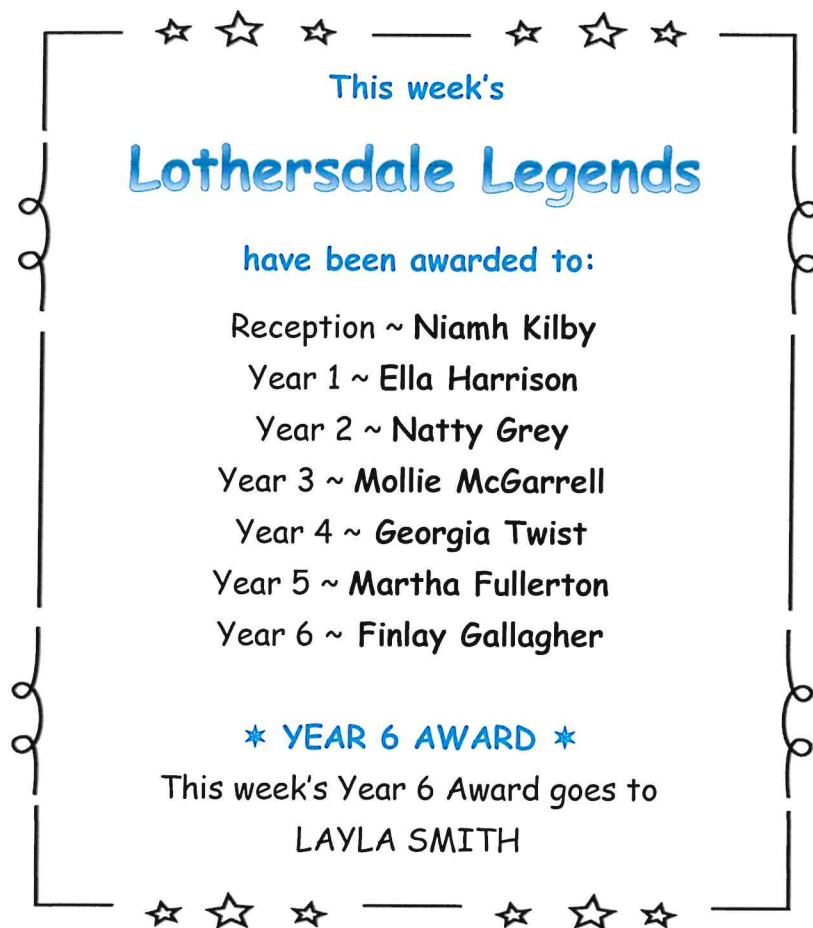 This week's
Lothersdale Legends
have been awarded to:
Reception ~ Niamh Kilby
Year 1 ~ Ella Harrison
Year 2 ~ Natty Grey
Year 3 ~ Mollie McGarrell
Year 4 ~ Georgia Twist
Year 5 ~ Martha Fullerton
Year 6 ~ Finlay Gallagher
* YEAR 6 AWARD *
This week's Year 6 Award goes to
LAYLA SMITH